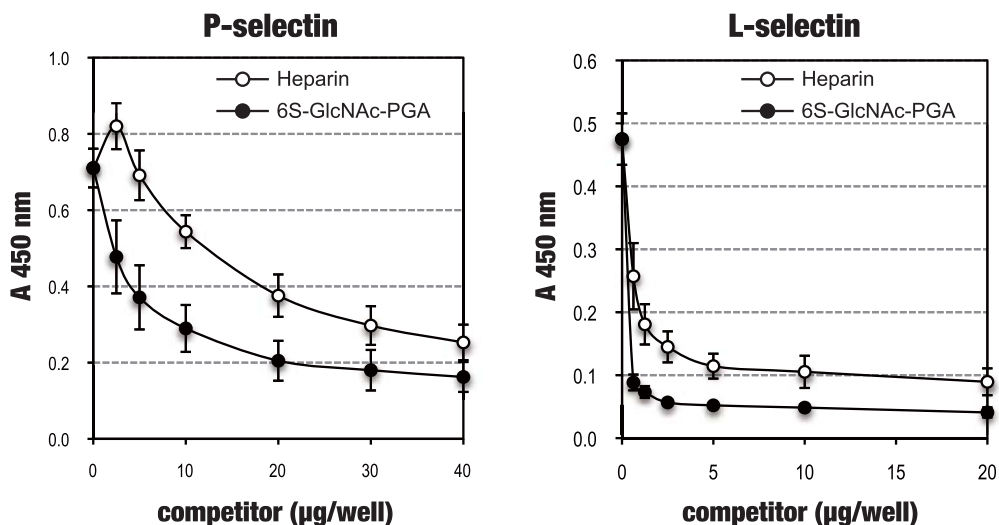 P-selectin
Heparin
6S-GlcNAc-PGA
1.0
0.8
0.6
0.4
0.2
0.0
A 450 nm
0 10 20 30 40
competitor (µg/well)
L-selectin
Heparin
6S-GlcNAc-PGA
0.6
0.5
0.4
0.3
0.2
0.1
0.0
A 450 nm
0 5 10 15 20
competitor (µg/well)